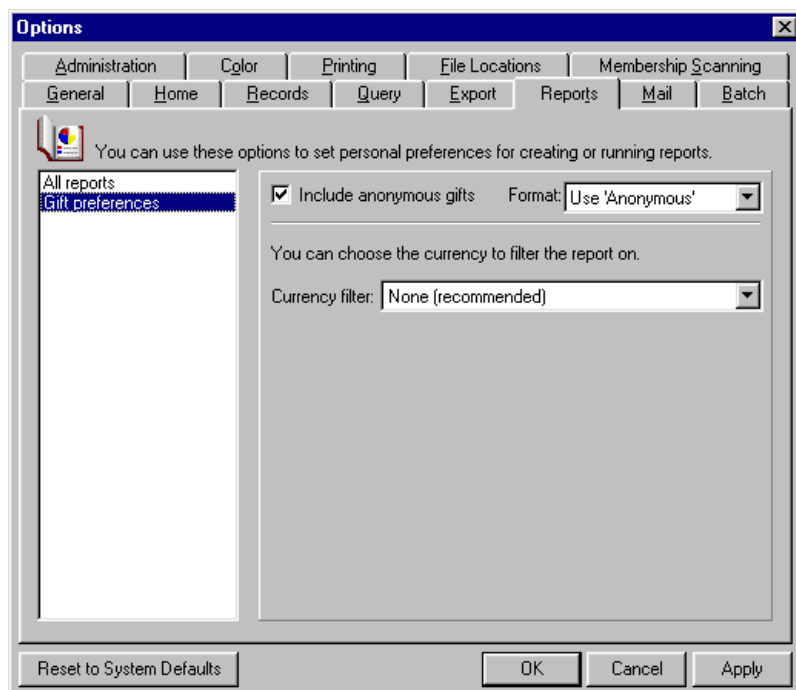 Options
Administration Color Printing File Locations Membership Scanning
General Home Records Query Export Reports Mail Batch
You can use these options to set personal preferences for creating or running reports.
All reports
Gift preferences
Include anonymous gifts Format: Use 'Anonymous'
You can choose the currency to filter the report on.
Currency filter: None (recommended)
Reset to System Defaults OK Cancel Apply